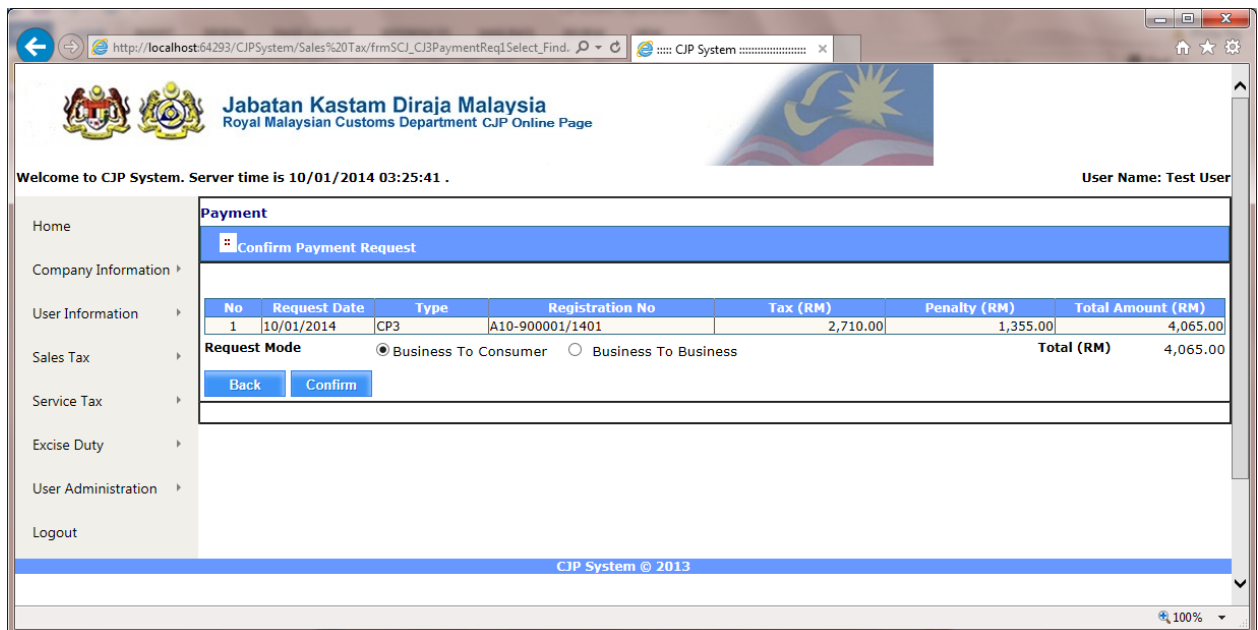 http://localhost:64293/CJPSystem/Sales%20Tax/frmSCJ_CJ3PaymentReq1Select_Find.
::::: CJP System ::::::::::::::::::::::
Jabatan Kastam Diraja Malaysia
Royal Malaysian Customs Department CJP Online Page
Welcome to CJP System. Server time is 10/01/2014 03:25:41 . User Name: Test User
Home
Company Information
User Information
Sales Tax
Service Tax
Excise Duty
User Administration
Logout
Payment
Confirm Payment Request
No Request Date Type Registration No Tax (RM) Penalty (RM) Total Amount (RM)
1 10/01/2014 CP3 A10-900001/1401 2,710.00 1,355.00 4,065.00
Request Mode Business To Consumer Business To Business Total (RM) 4,065.00
Back Confirm
CJP System © 2013
100%